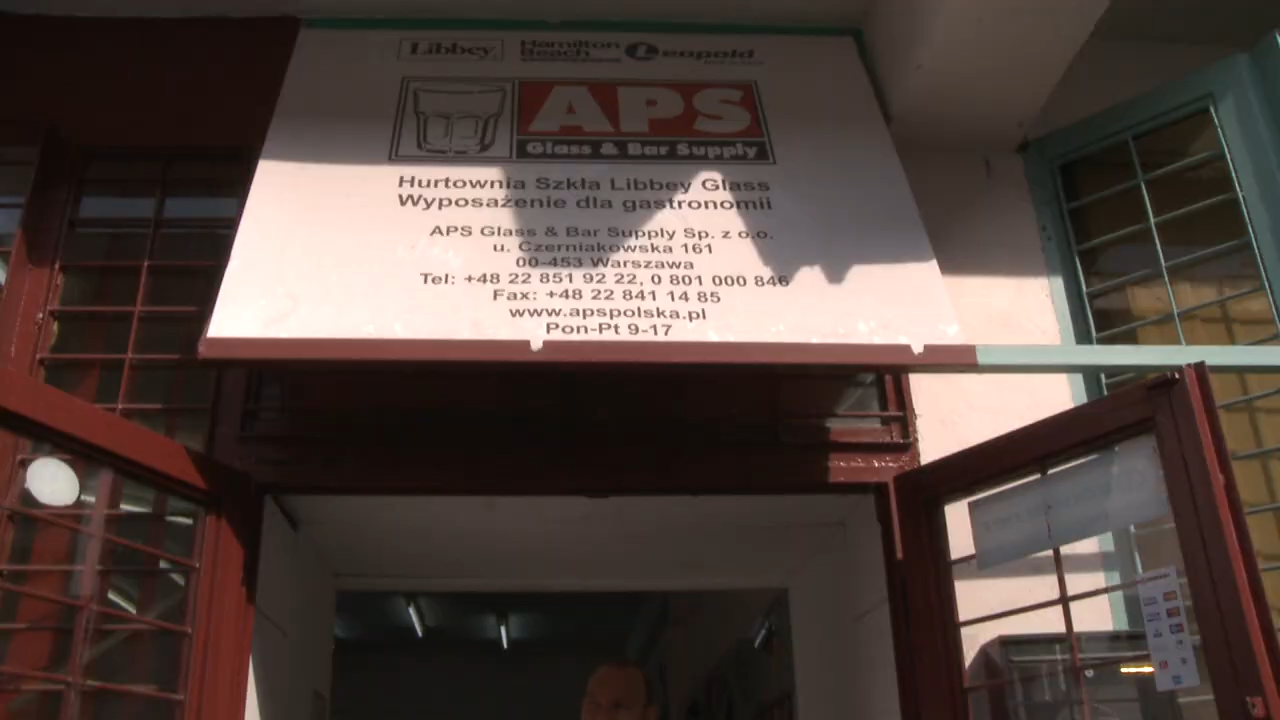 Libbey Hamilton Beach Leopold
APS
Glass & Bar Supply
Hurtownia Szkła Libbey Glass
Wyposażenie dla gastronomii
APS Glass & Bar Supply Sp. z o.o.
u. Czerniakowska 161
00-453 Warszawa
Tel: +48 22 851 92 22, 0 801 000 846
Fax: +48 22 841 14 85
www.apspolska.pl
Pon-Pt 9-17